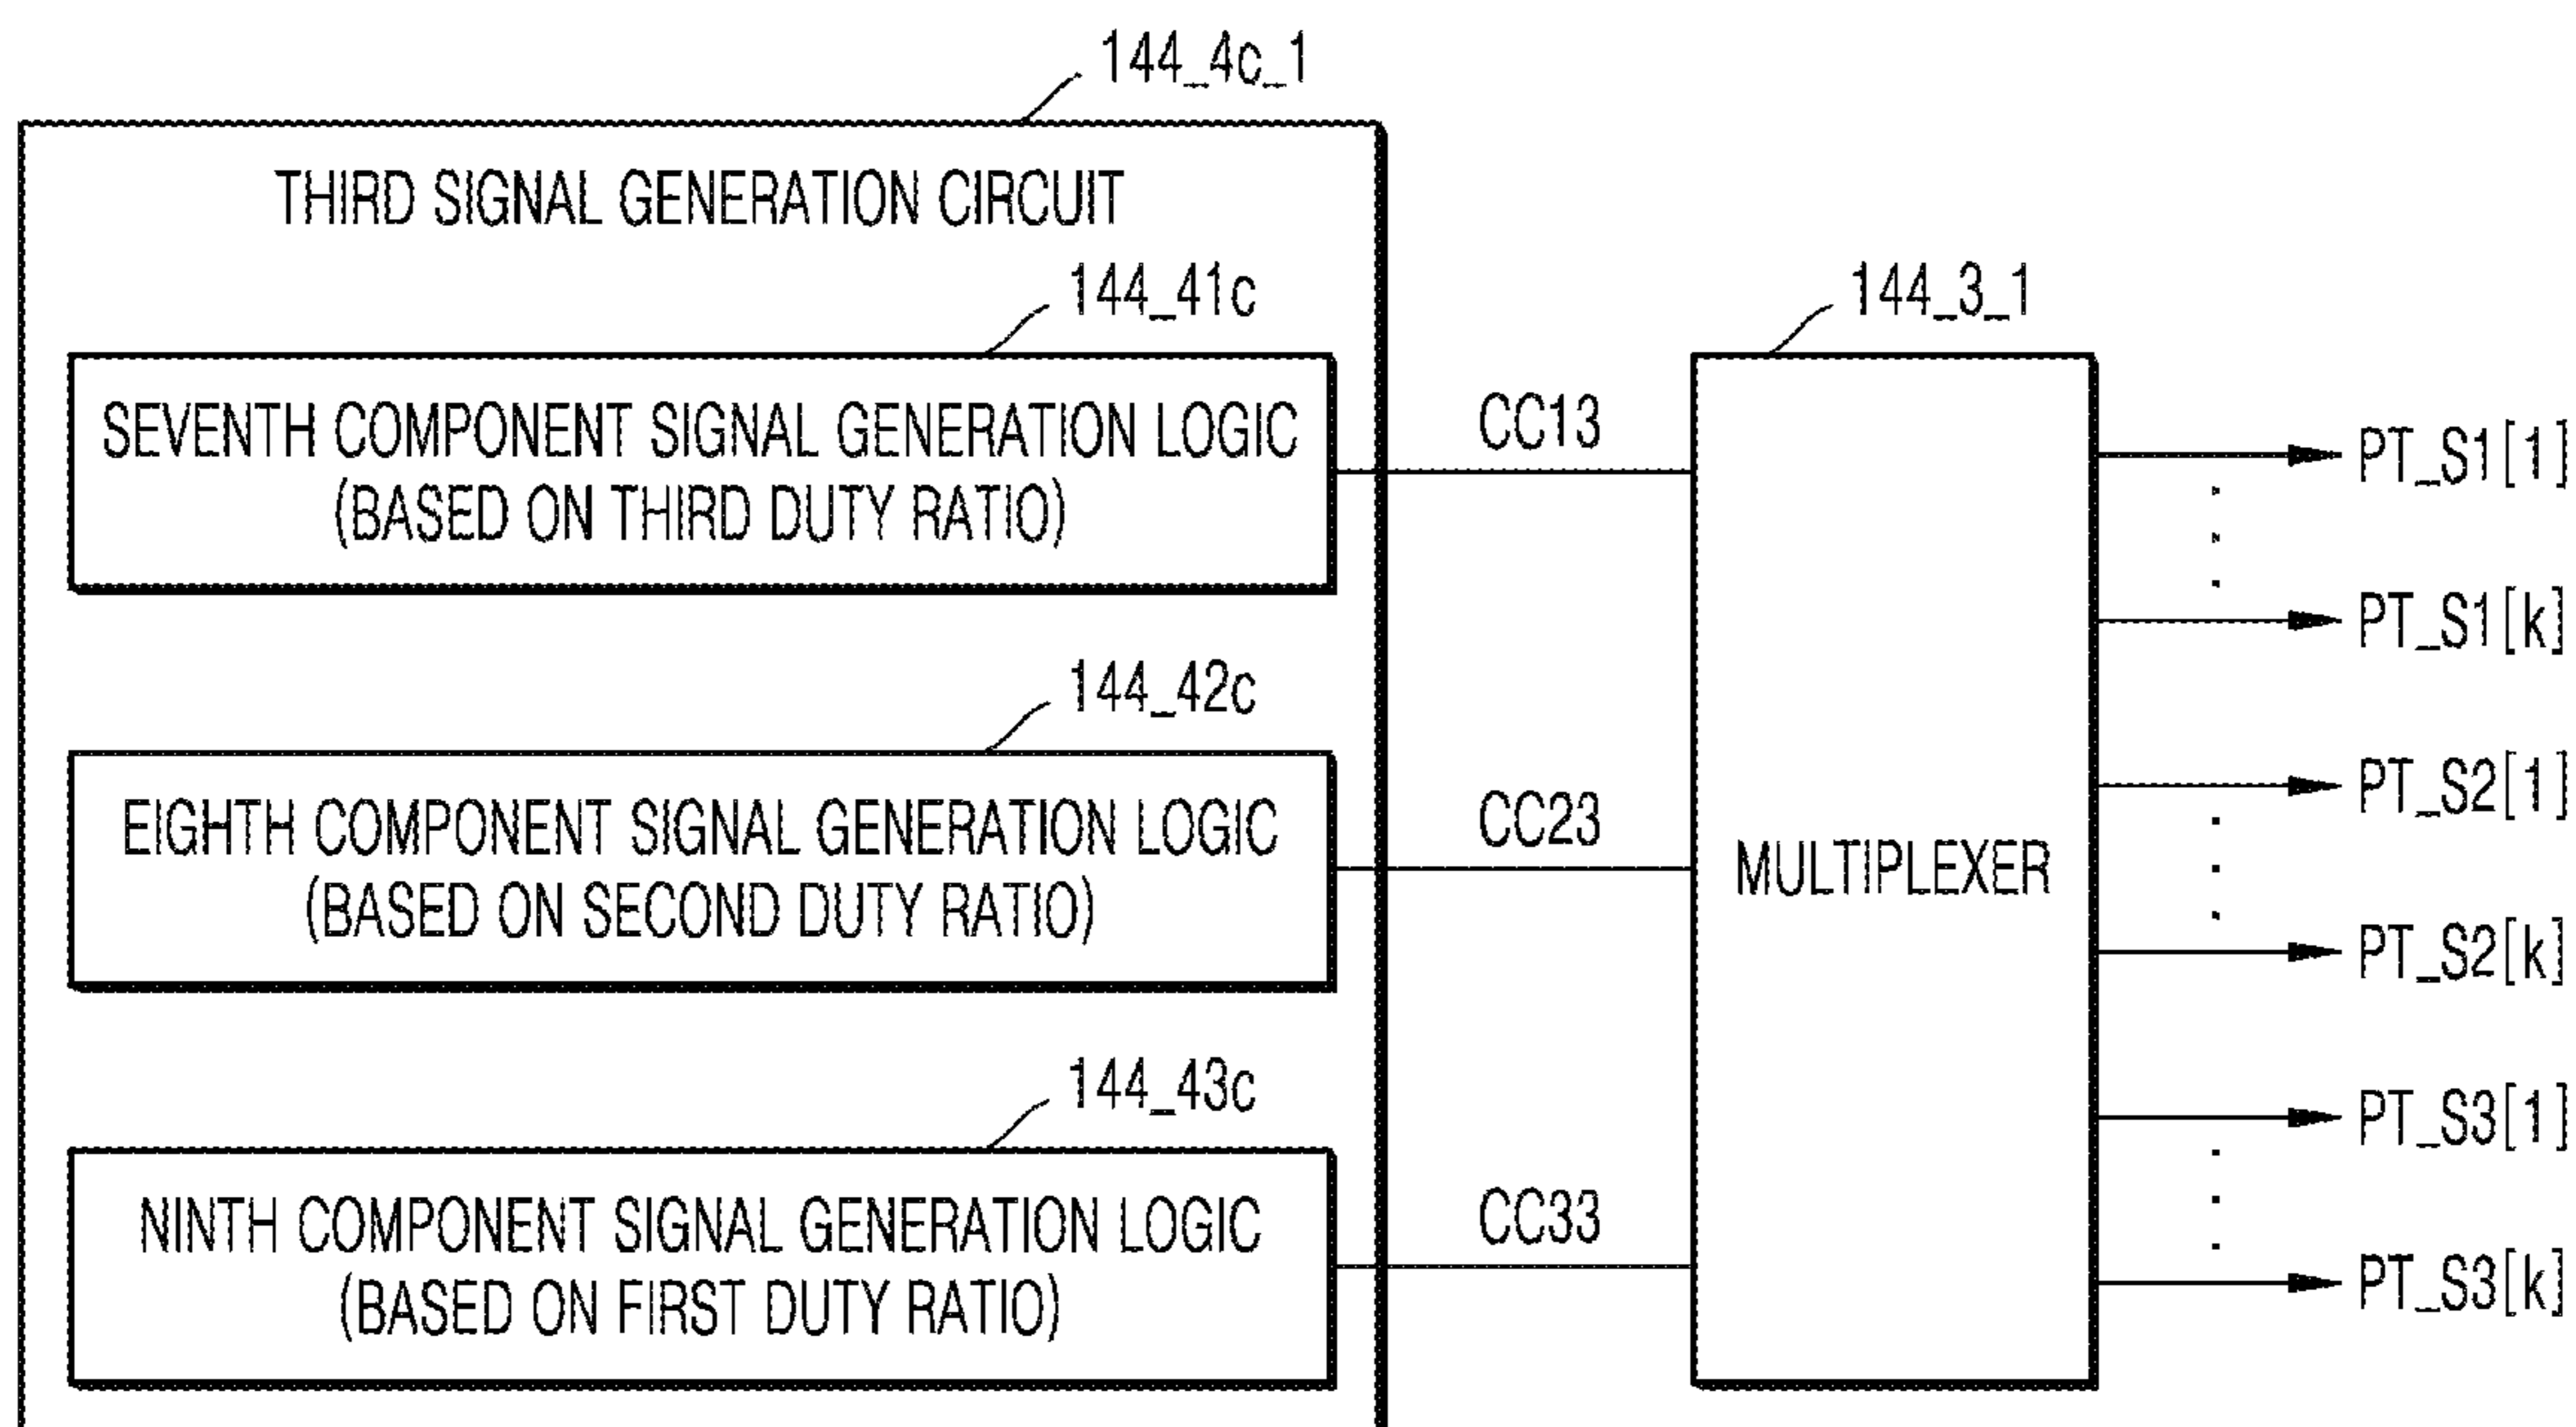 144_4c_1
THIRD SIGNAL GENERATION CIRCUIT
144_41c
SEVENTH COMPONENT SIGNAL GENERATION LOGIC
(BASED ON THIRD DUTY RATIO)
144_42c
EIGHTH COMPONENT SIGNAL GENERATION LOGIC
(BASED ON SECOND DUTY RATIO)
144_43c
NINTH COMPONENT SIGNAL GENERATION LOGIC
(BASED ON FIRST DUTY RATIO)
CC13
CC23
CC33
144_3_1
MULTIPLEXER
PT_S1[1]
PT_S1[k]
PT_S2[1]
PT_S2[k]
PT_S3[1]
PT_S3[k]